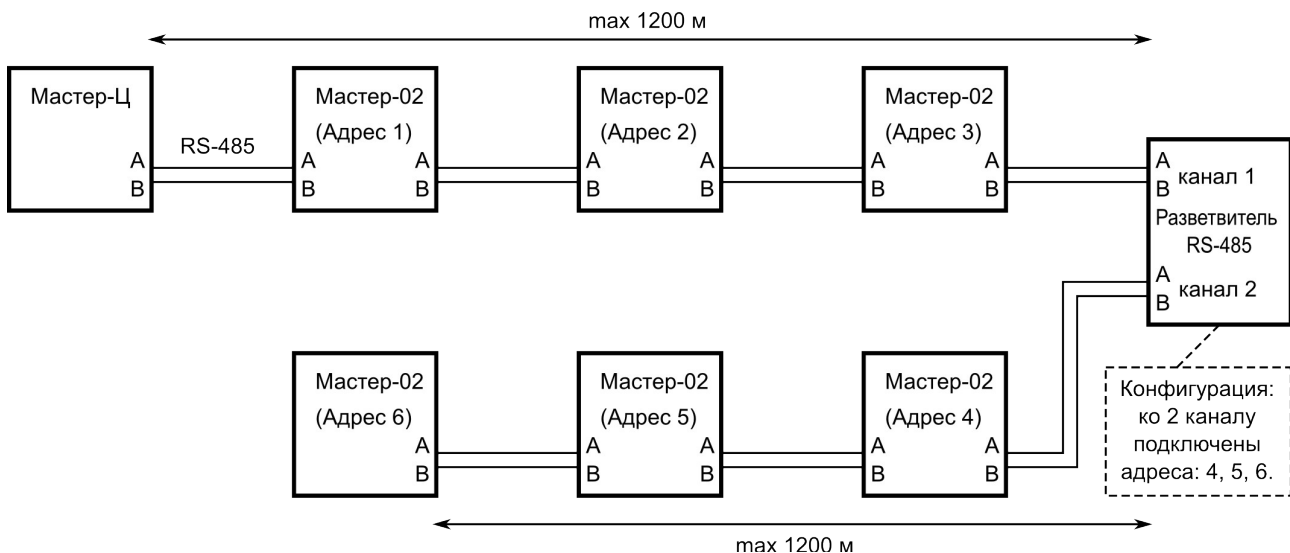 max 1200 м
Мастер-Ц
A
B
RS-485
Мастер-02
(Адрес 1)
A A
B B
Мастер-02
(Адрес 2)
A A
B B
Мастер-02
(Адрес 3)
A A
B B
A
B канал 1
Разветвитель
RS-485
A
B канал 2
Мастер-02
(Адрес 6)
A
B
Мастер-02
(Адрес 5)
A A
B B
Мастер-02
(Адрес 4)
A A
B B
Конфигурация:
ко 2 каналу
подключены
адреса: 4, 5, 6.
max 1200 м